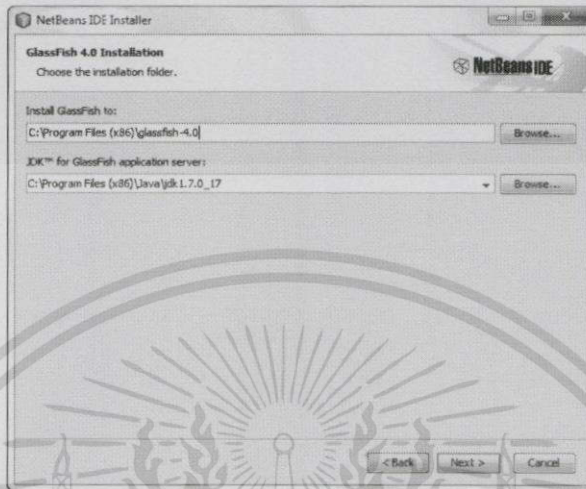 NetBeans IDE Installer
GlassFish 4.0 Installation
Choose the installation folder.
NetBeans IDE
Install GlassFish to:
C:\Program Files (x86)\glassfish-4.0
Browse...
JDK™ for GlassFish application server:
C:\Program Files (x86)\Java\jdk1.7.0_17
Browse...
< Back
Next >
Cancel